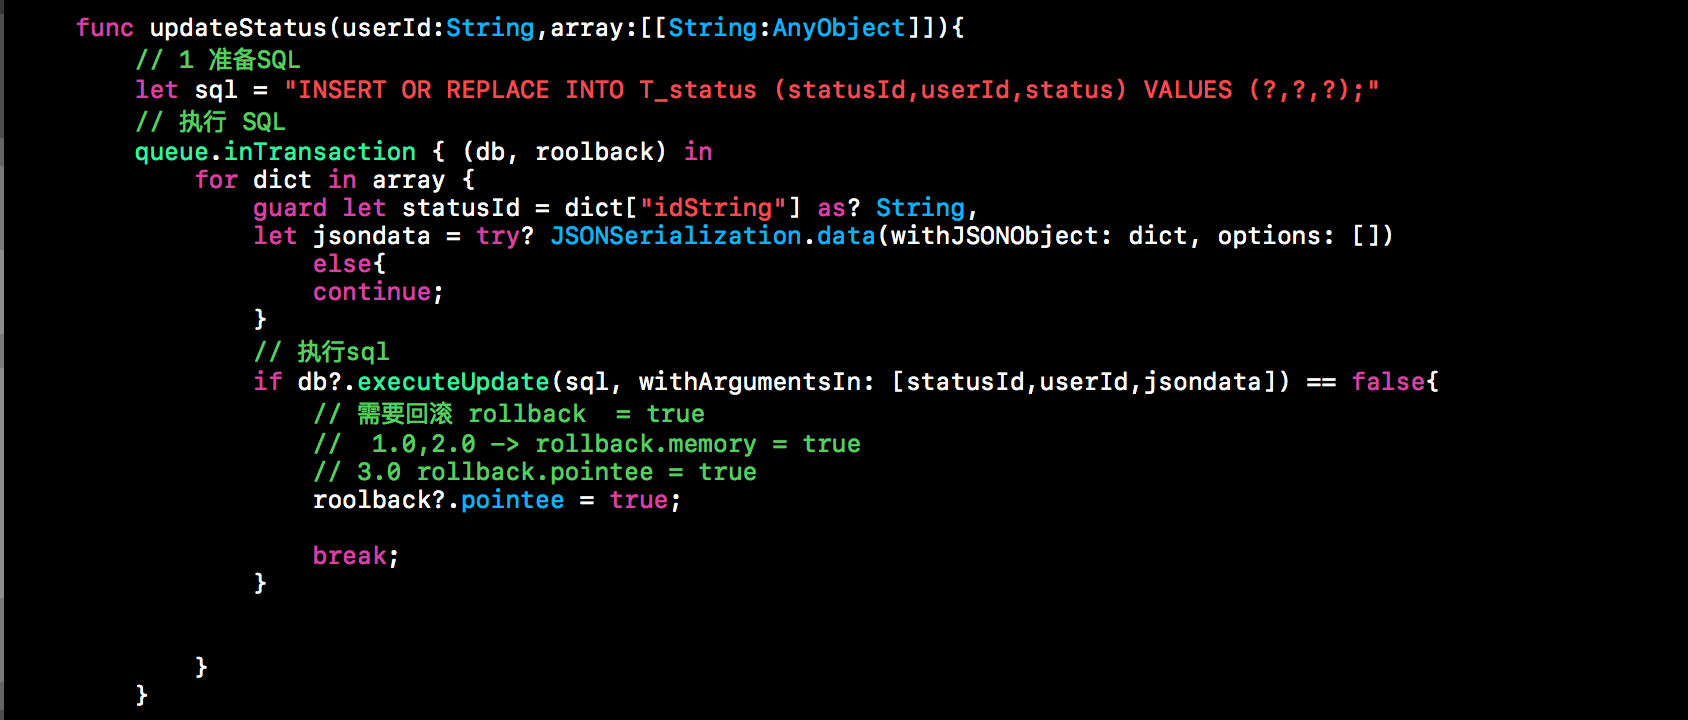 func updateStatus(userId:String,array:[[String:AnyObject]]){
// 1 准备SQL
let sql = "INSERT OR REPLACE INTO T_status (statusId,userId,status) VALUES (?,?,?);"
// 执行 SQL
queue.inTransaction { (db, roolback) in
for dict in array {
guard let statusId = dict["idString"] as? String,
let jsondata = try? JSONSerialization.data(withJSONObject: dict, options: [])
else{
continue;
}
// 执行sql
if db?.executeUpdate(sql, withArgumentsIn: [statusId,userId,jsondata]) == false{
// 需要回滚 rollback  = true
//  1.0,2.0 -> rollback.memory = true
// 3.0 rollback.pointee = true
roolback?.pointee = true;
break;
}
}
}